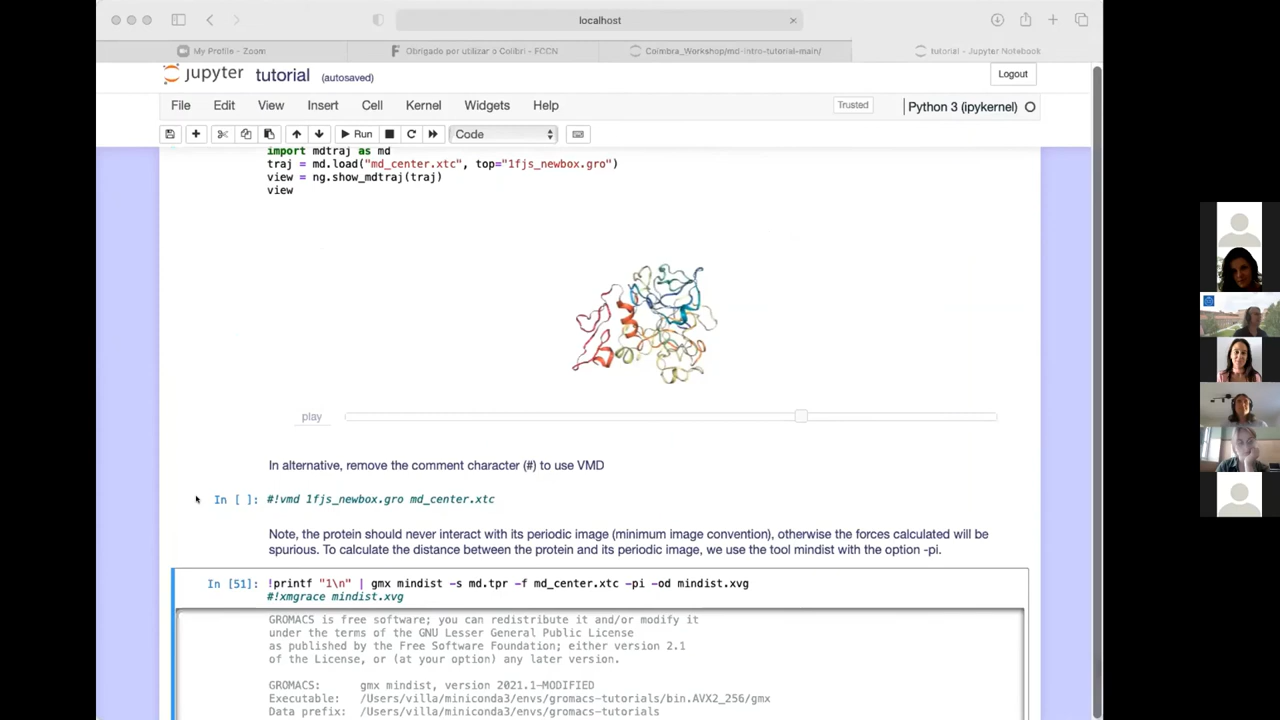 localhost
My Profile - Zoom
Obrigado por utilizar o Colibri - FCCN
Coimbra_Workshop/md-intro-tutorial-main/
tutorial - Jupyter Notebook
jupyter tutorial (autosaved)
Logout
File Edit View Insert Cell Kernel Widgets Help
Trusted
Python 3 (ipykernel)
Run
Code
import mdtraj as md
traj = md.load("md_center.xtc", top="1fjs_newbox.gro")
view = ng.show_mdtraj(traj)
view
play
In alternative, remove the comment character (#) to use VMD
In [ ]: #!vmd 1fjs_newbox.gro md_center.xtc
Note, the protein should never interact with its periodic image (minimum image convention), otherwise the forces calculated will be
spurious. To calculate the distance between the protein and its periodic image, we use the tool mindist with the option -pi.
In [51]: !printf "1\n" | gmx mindist -s md.tpr -f md_center.xtc -pi -od mindist.xvg
#!xmgrace mindist.xvg
GROMACS is free software; you can redistribute it and/or modify it
under the terms of the GNU Lesser General Public License
as published by the Free Software Foundation; either version 2.1
of the License, or (at your option) any later version.
GROMACS: gmx mindist, version 2021.1-MODIFIED
Executable: /Users/villa/miniconda3/envs/gromacs-tutorials/bin.AVX2_256/gmx
Data prefix: /Users/villa/miniconda3/envs/gromacs-tutorials